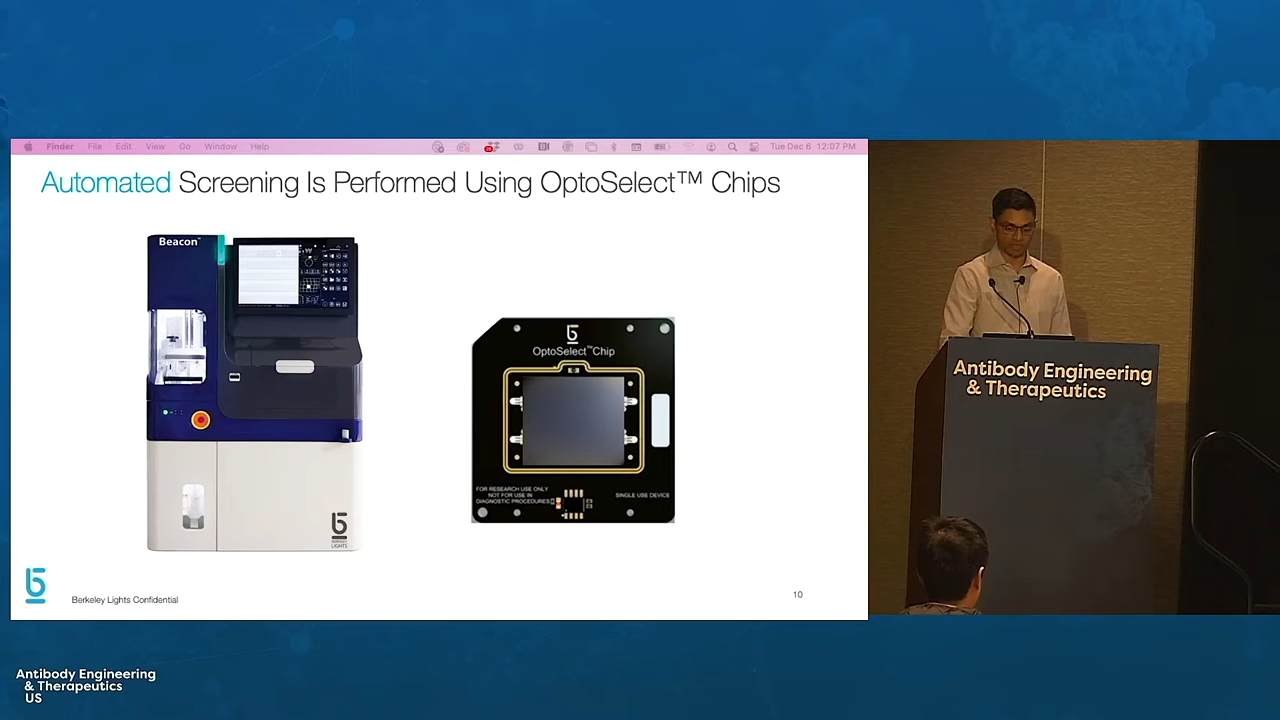 Finder File Edit View Go Window Help Tue Dec 6 12:07 PM
Automated Screening Is Performed Using OptoSelect™ Chips
Beacon™
OptoSelect™Chip
FOR RESEARCH USE ONLY
NOT FOR USE IN
DIAGNOSTIC PROCEDURES
SINGLE USE DEVICE
BERKELEY
LIGHTS
Berkeley Lights Confidential
10
Antibody Engineering
& Therapeutics
Antibody Engineering
& Therapeutics
US